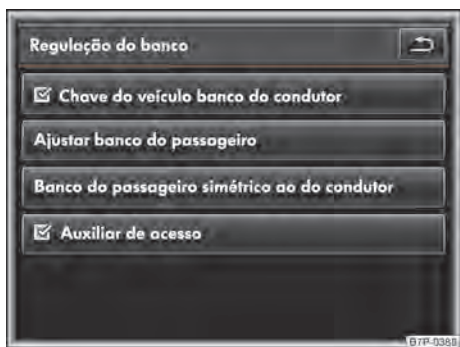 Regulação do banco
Chave do veículo banco do condutor
Ajustar banco do passageiro
Banco do passageiro simétrico ao do condutor
Auxiliar de acesso
B7P-0380